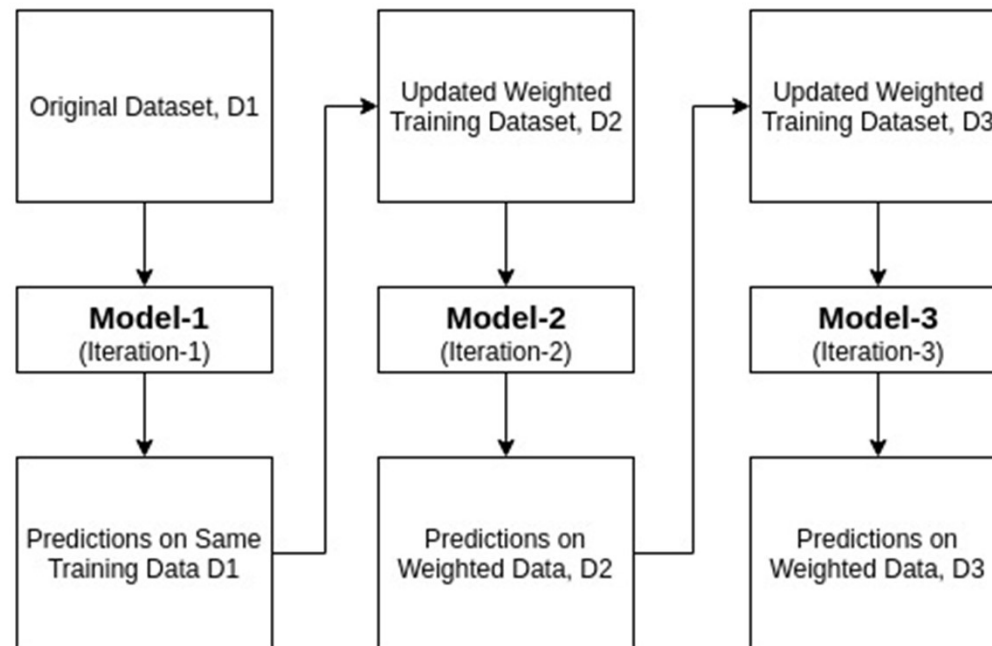 Original Dataset, D1
Model-1
(Iteration-1)
Predictions on Same
Training Data D1
Updated Weighted
Training Dataset, D2
Model-2
(Iteration-2)
Predictions on
Weighted Data, D2
Updated Weighted
Training Dataset, D3
Model-3
(Iteration-3)
Predictions on
Weighted Data, D3